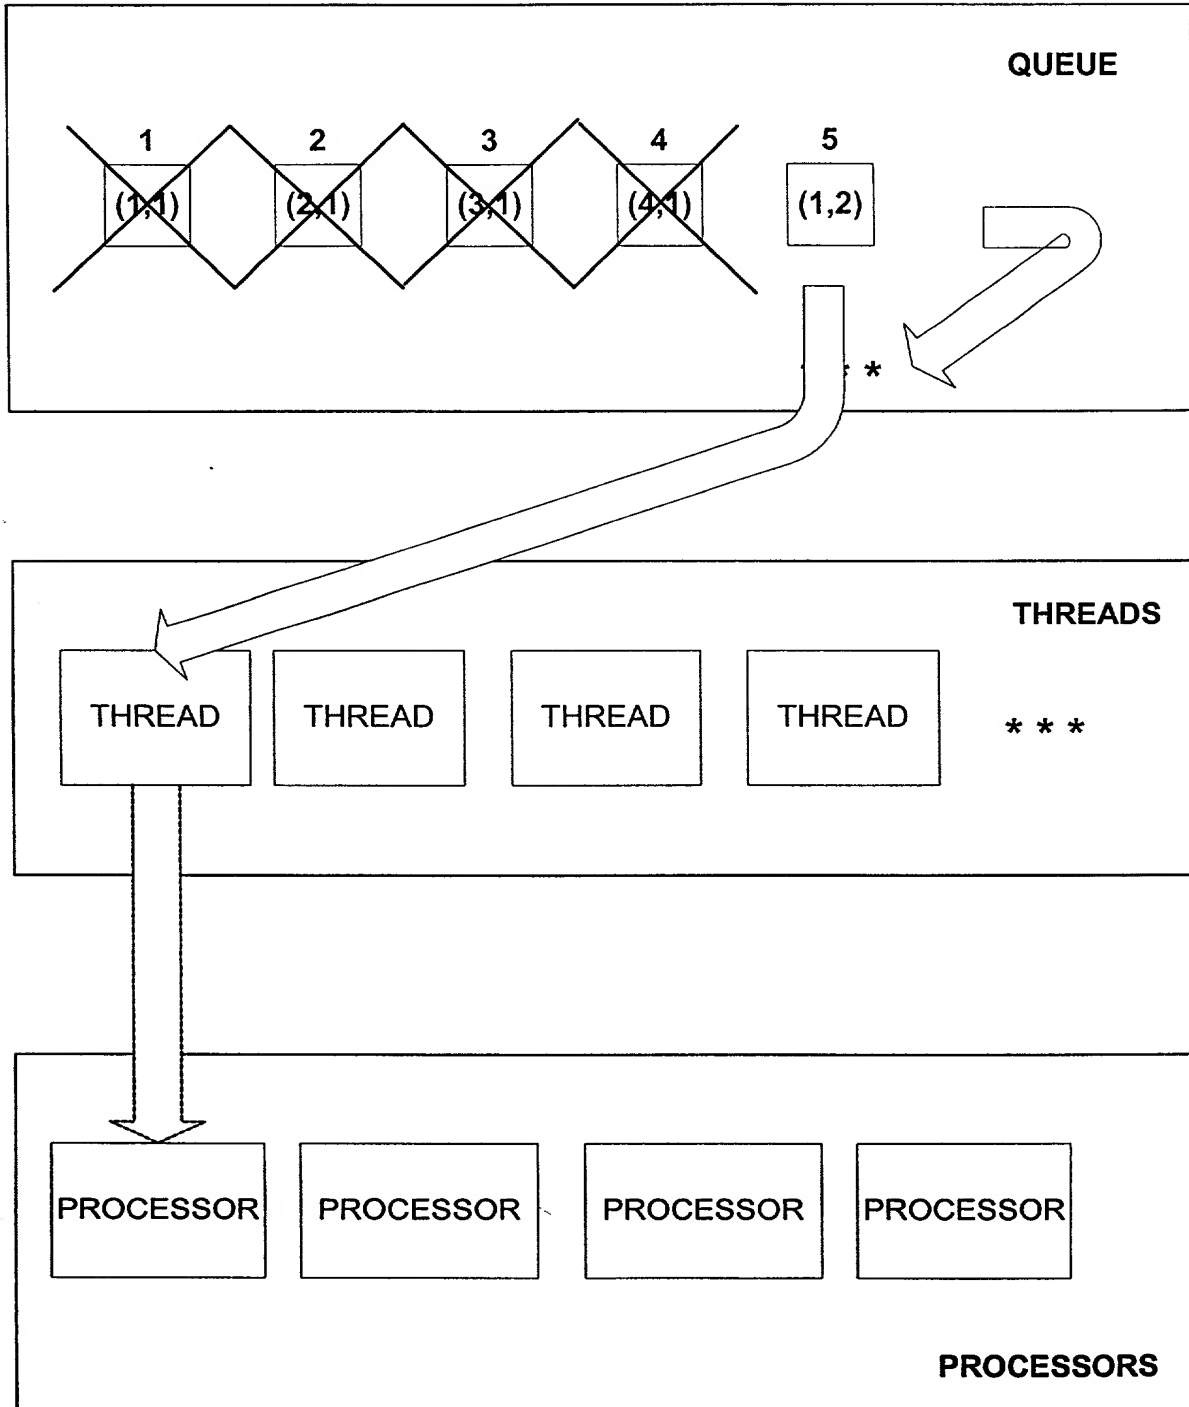 QUEUE
1 2 3 4 5
(1,1) (2,1) (3,1) (4,1) (1,2)
* *
THREADS
THREAD THREAD THREAD THREAD * * *
PROCESSOR PROCESSOR PROCESSOR PROCESSOR
PROCESSORS